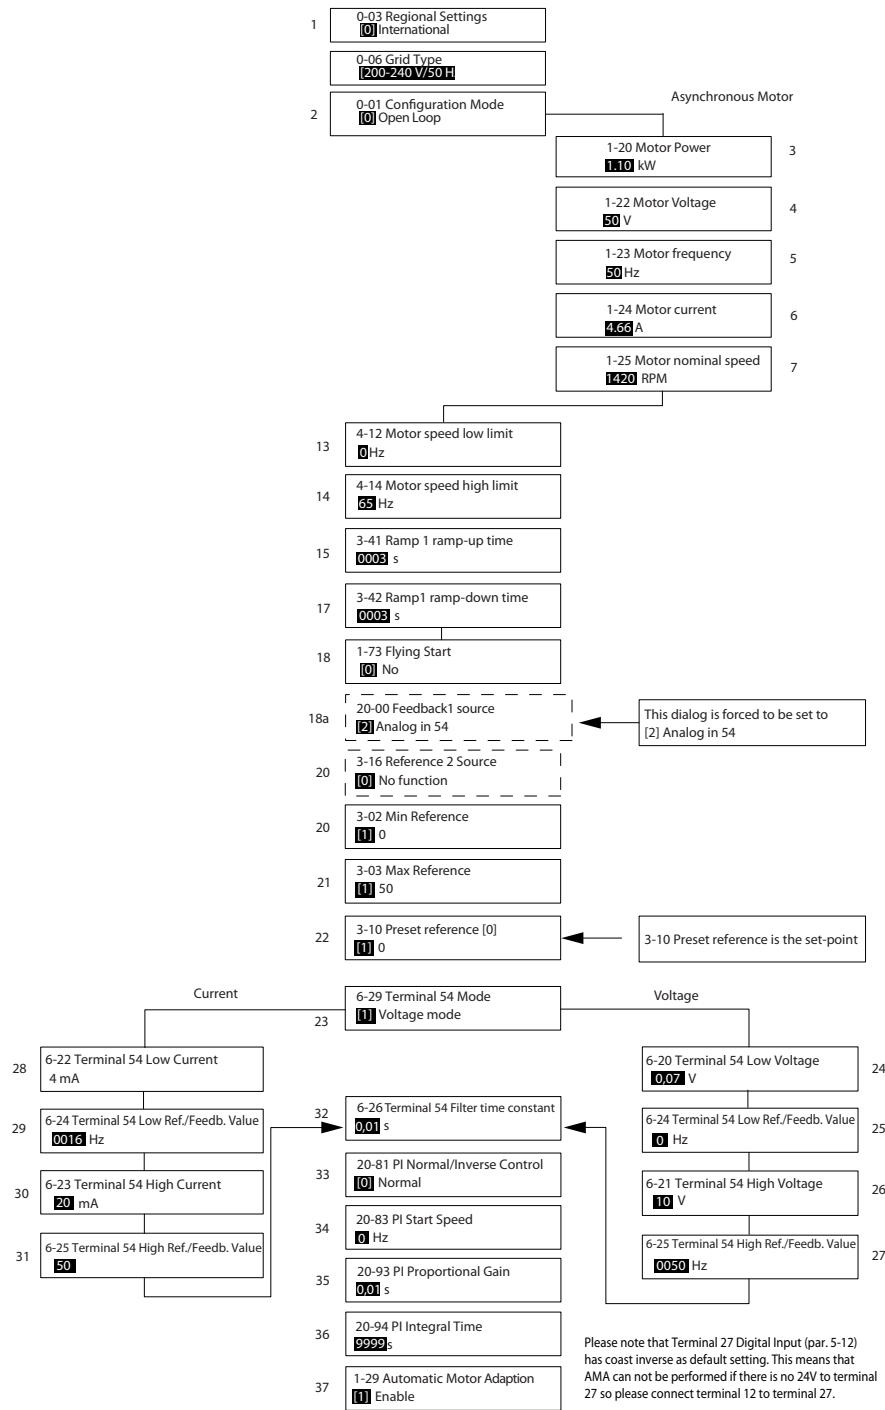 1
0-03 Regional Settings
[0] International
0-06 Grid Type
[200-240 V/50 H
2
0-01 Configuration Mode
[0] Open Loop
Asynchronous Motor
1-20 Motor Power
1.10 kW
3
1-22 Motor Voltage
50 V
4
1-23 Motor frequency
50 Hz
5
1-24 Motor current
4.66 A
6
1-25 Motor nominal speed
1420 RPM
7
13
4-12 Motor speed low limit
0 Hz
14
4-14 Motor speed high limit
65 Hz
15
3-41 Ramp 1 ramp-up time
0003 s
17
3-42 Ramp1 ramp-down time
0003 s
18
1-73 Flying Start
[0] No
18a
20-00 Feedback1 source
[2] Analog in 54
This dialog is forced to be set to
[2] Analog in 54
20
3-16 Reference 2 Source
[0] No function
20
3-02 Min Reference
[1] 0
21
3-03 Max Reference
[1] 50
22
3-10 Preset reference [0]
[1] 0
3-10 Preset reference is the set-point
Current
23
6-29 Terminal 54 Mode
[1] Voltage mode
Voltage
28
6-22 Terminal 54 Low Current
4 mA
29
6-24 Terminal 54 Low Ref./Feedb. Value
0016 Hz
30
6-23 Terminal 54 High Current
20 mA
31
6-25 Terminal 54 High Ref./Feedb. Value
50
6-20 Terminal 54 Low Voltage
0,07 V
24
6-24 Terminal 54 Low Ref./Feedb. Value
0 Hz
25
6-21 Terminal 54 High Voltage
10 V
26
6-25 Terminal 54 High Ref./Feedb. Value
0050 Hz
27
32
6-26 Terminal 54 Filter time constant
0,01 s
33
20-81 PI Normal/Inverse Control
[0] Normal
34
20-83 PI Start Speed
0 Hz
35
20-93 PI Proportional Gain
0,01 s
36
20-94 PI Integral Time
9999 s
37
1-29 Automatic Motor Adaption
[1] Enable
Please note that Terminal 27 Digital Input (par. 5-12)
has coast inverse as default setting. This means that
AMA can not be performed if there is no 24V to terminal
27 so please connect terminal 12 to terminal 27.